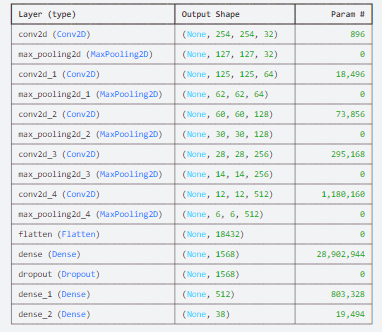 Layer (type) Output Shape Param #
conv2d (Conv2D) (None, 254, 254, 32) 896
max_pooling2d (MaxPooling2D) (None, 127, 127, 32) 0
conv2d_1 (Conv2D) (None, 125, 125, 64) 18,496
max_pooling2d_1 (MaxPooling2D) (None, 62, 62, 64) 0
conv2d_2 (Conv2D) (None, 60, 60, 128) 73,856
max_pooling2d_2 (MaxPooling2D) (None, 30, 30, 128) 0
conv2d_3 (Conv2D) (None, 28, 28, 256) 295,168
max_pooling2d_3 (MaxPooling2D) (None, 14, 14, 256) 0
conv2d_4 (Conv2D) (None, 12, 12, 512) 1,180,160
max_pooling2d_4 (MaxPooling2D) (None, 6, 6, 512) 0
flatten (Flatten) (None, 18432) 0
dense (Dense) (None, 1568) 28,902,944
dropout (Dropout) (None, 1568) 0
dense_1 (Dense) (None, 512) 803,328
dense_2 (Dense) (None, 38) 19,494